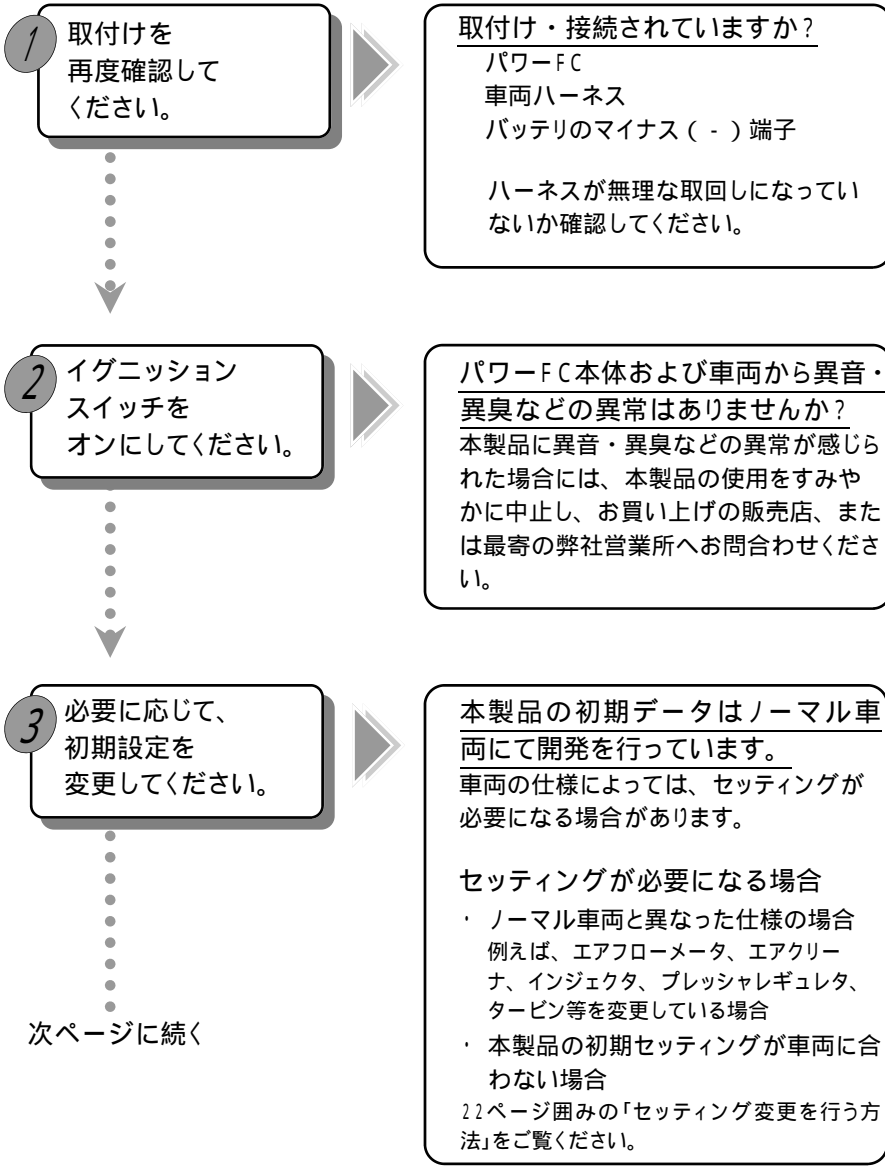 1
取付けを
再度確認して
ください。
取付け・接続されていますか?
パワーFC
車両ハーネス
バッテリのマイナス(-)端子
ハーネスが無理な取回しになってい
ないか確認してください。
2
イグニッション
スイッチを
オンにしてください。
パワーFC本体および車両から異音・
異臭などの異常はありませんか?
本製品に異音・異臭などの異常が感じら
れた場合には、本製品の使用をすみや
かに中止し、お買い上げの販売店、また
は最寄の弊社営業所へお問合わせくださ
い。
3
必要に応じて、
初期設定を
変更してください。
本製品の初期データはノーマル車
両にて開発を行っています。
車両の仕様によっては、セッティングが
必要になる場合があります。
セッティングが必要になる場合
・ ノーマル車両と異なった仕様の場合
例えば、エアフローメータ、エアクリー
ナ、インジェクタ、プレッシャレギュレタ、
タービン等を変更している場合
・ 本製品の初期セッティングが車両に合
わない場合
22ページ囲みの「セッティング変更を行う方
法」をご覧ください。
次ページに続く